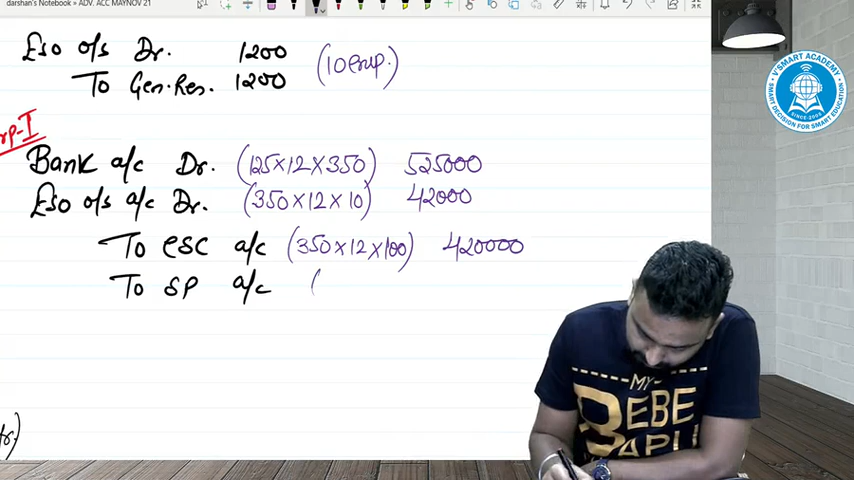 darshan's Notebook » ADV. ACC MAYNOV 21
ESO o/s Dr. 1200
To Gen. Res. 1200 (10 Emp.)
rp-I
Bank a/c Dr. (125×12×350) 525000
ESO o/s a/c Dr. (350×12×10) 42000
To ESC a/c (350×12×100) 420000
To SP a/c (
V'SMART ACADEMY
SINCE-2003
SMART DECISION FOR SMART EDUCATION
MY
BEBE
BAPU